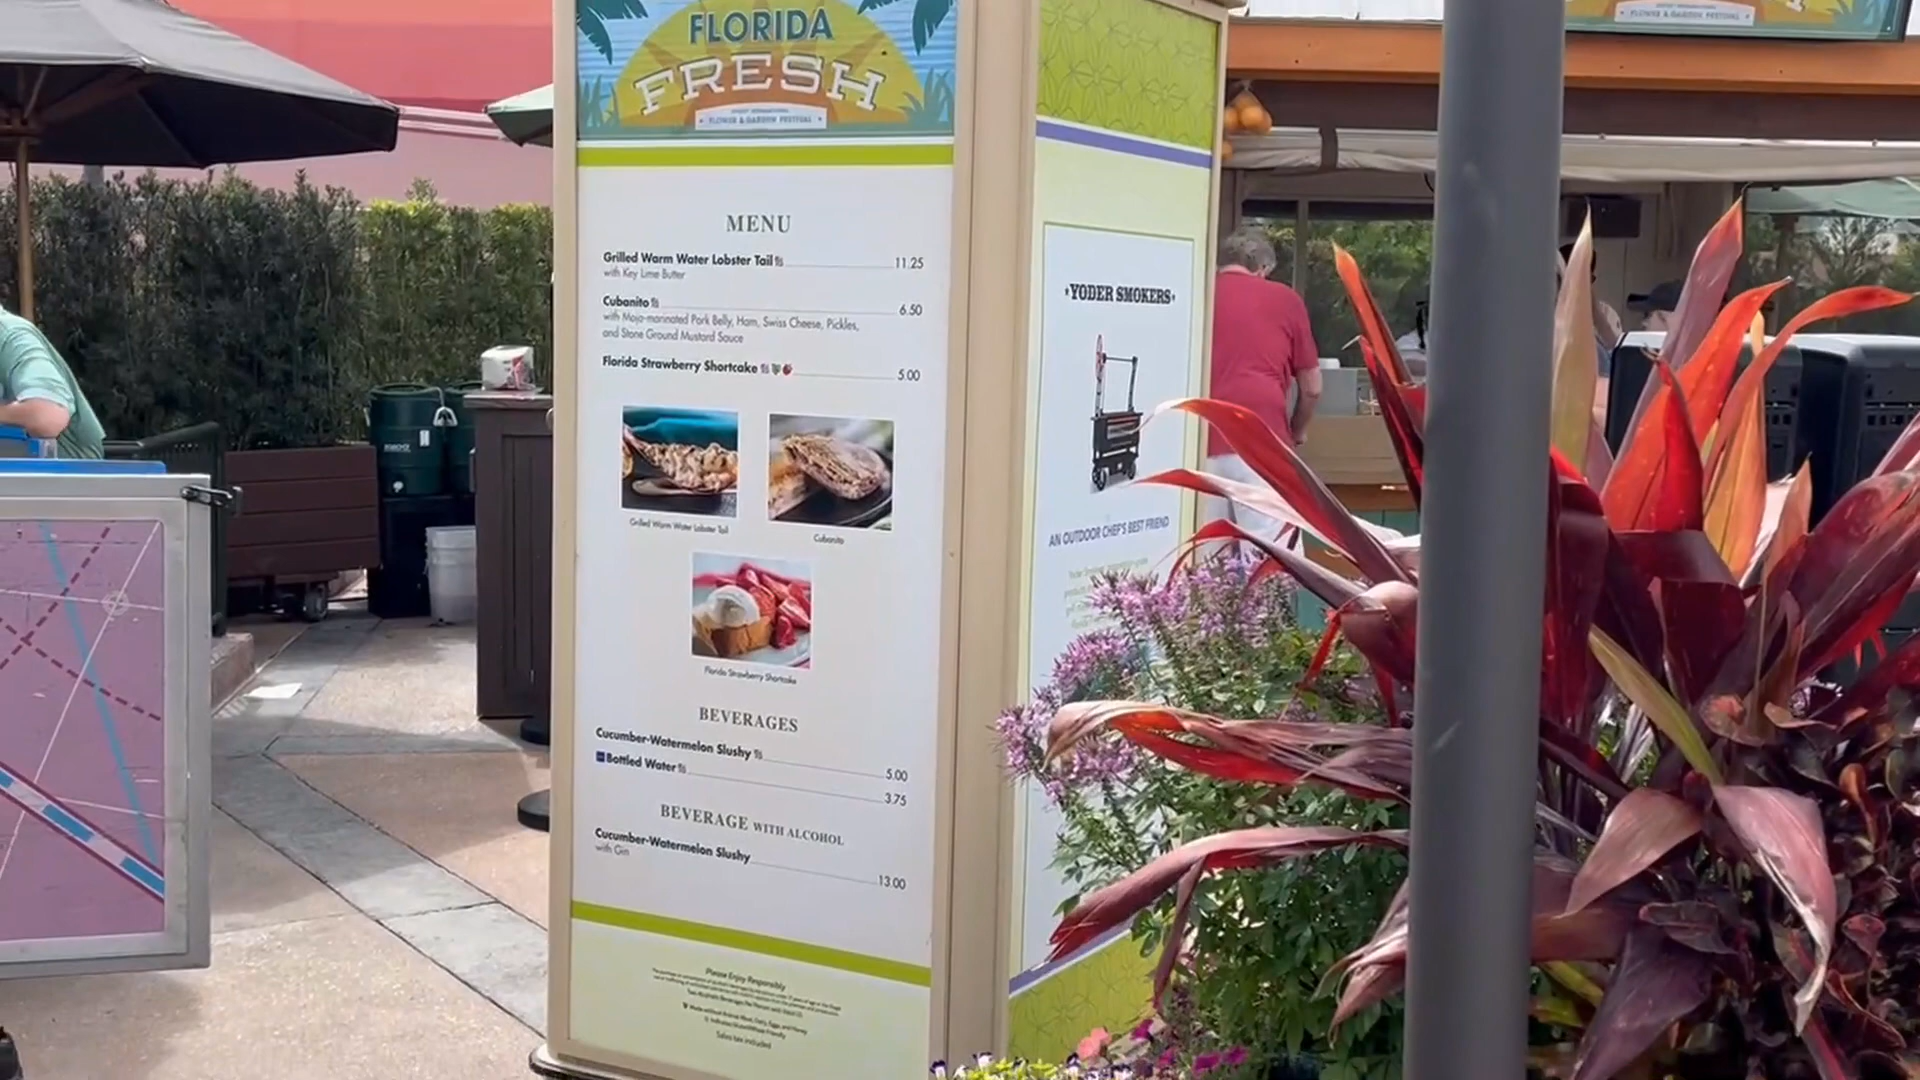 FLORIDA
FRESH
FLOWER & GARDEN FESTIVAL
MENU
Grilled Warm Water Lobster Tail 11.25
with Key Lime Butter
Cubanito 6.50
with Mojo-marinated Pork Belly, Ham, Swiss Cheese, Pickles,
and Stone Ground Mustard Sauce
Florida Strawberry Shortcake 5.00
Grilled Warm Water Lobster Tail
Cubanito
Florida Strawberry Shortcake
BEVERAGES
Cucumber-Watermelon Slushy 5.00
Bottled Water 3.75
BEVERAGE WITH ALCOHOL
Cucumber-Watermelon Slushy 13.00
with Gin
Please Enjoy Responsibly
Sales tax included
YODER SMOKERS
AN OUTDOOR CHEF'S BEST FRIEND
FLOWER & GARDEN FESTIVAL